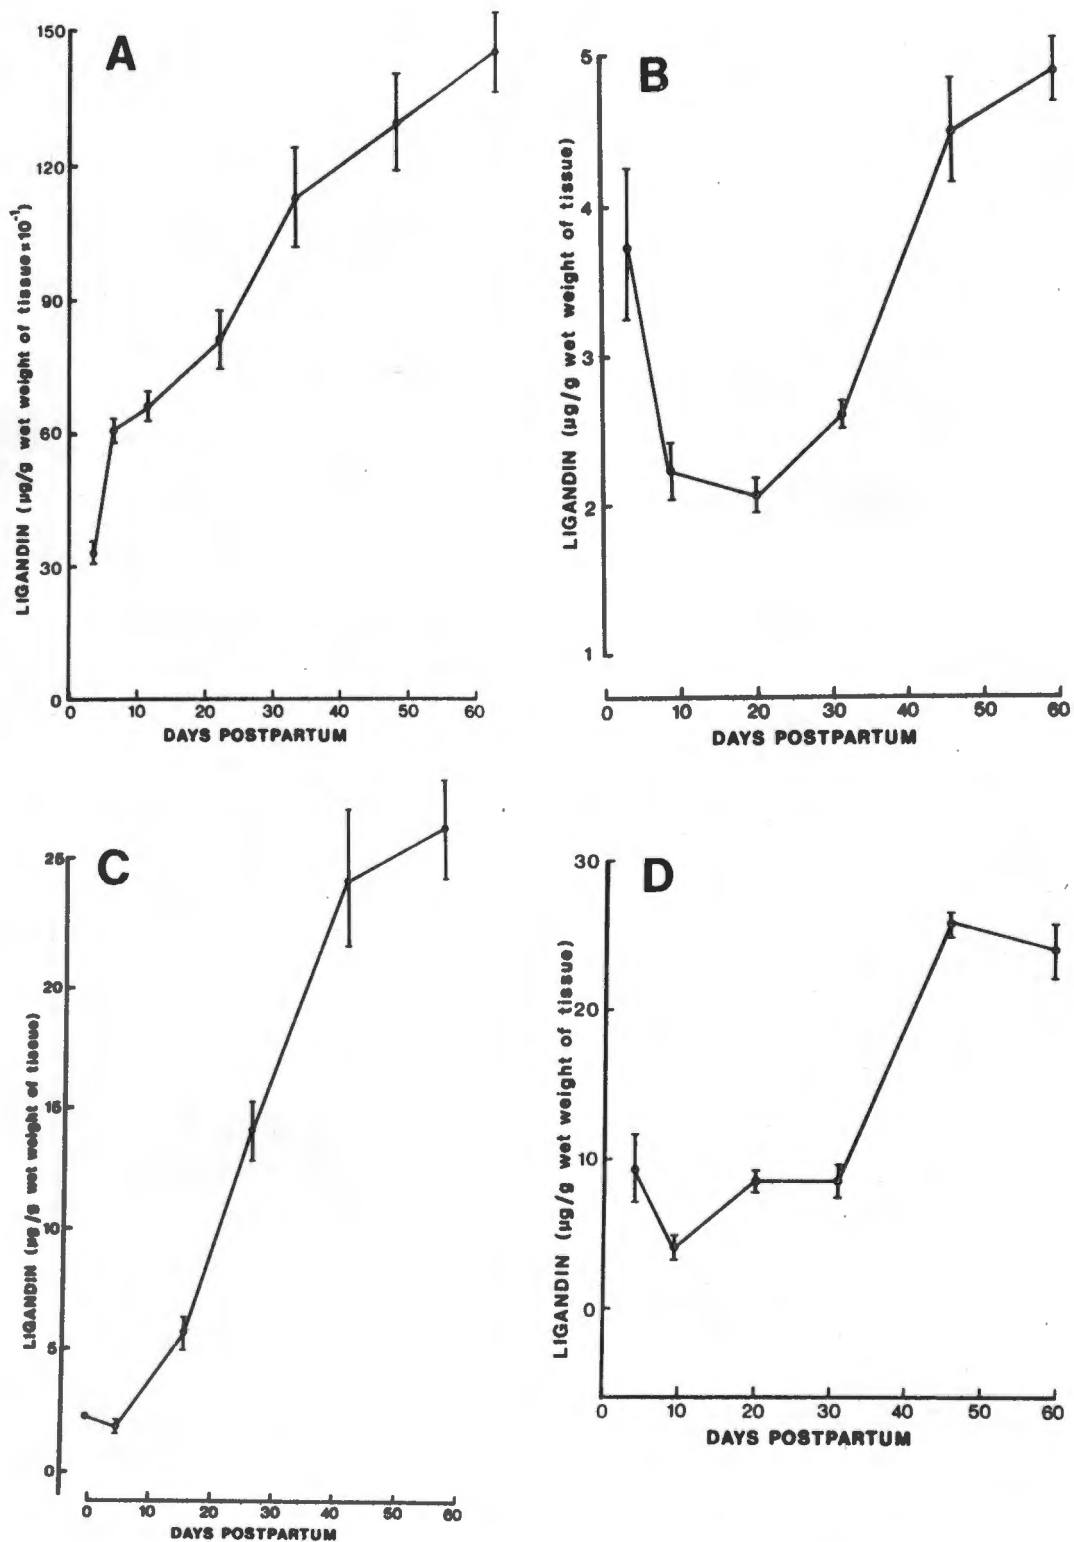 A
150
120
90
60
30
0
LIGANDIN (µg/g wet weight of tissue×10⁻¹)
0 10 20 30 40 50 60
DAYS POSTPARTUM
B
5
4
3
2
1
LIGANDIN (µg/g wet weight of tissue)
0 10 20 30 40 50 60
DAYS POSTPARTUM
C
25
20
15
10
5
0
LIGANDIN (µg/g wet weight of tissue)
0 10 20 30 40 50 60
DAYS POSTPARTUM
D
30
20
10
0
LIGANDIN (µg/g wet weight of tissue)
0 10 20 30 40 50 60
DAYS POSTPARTUM